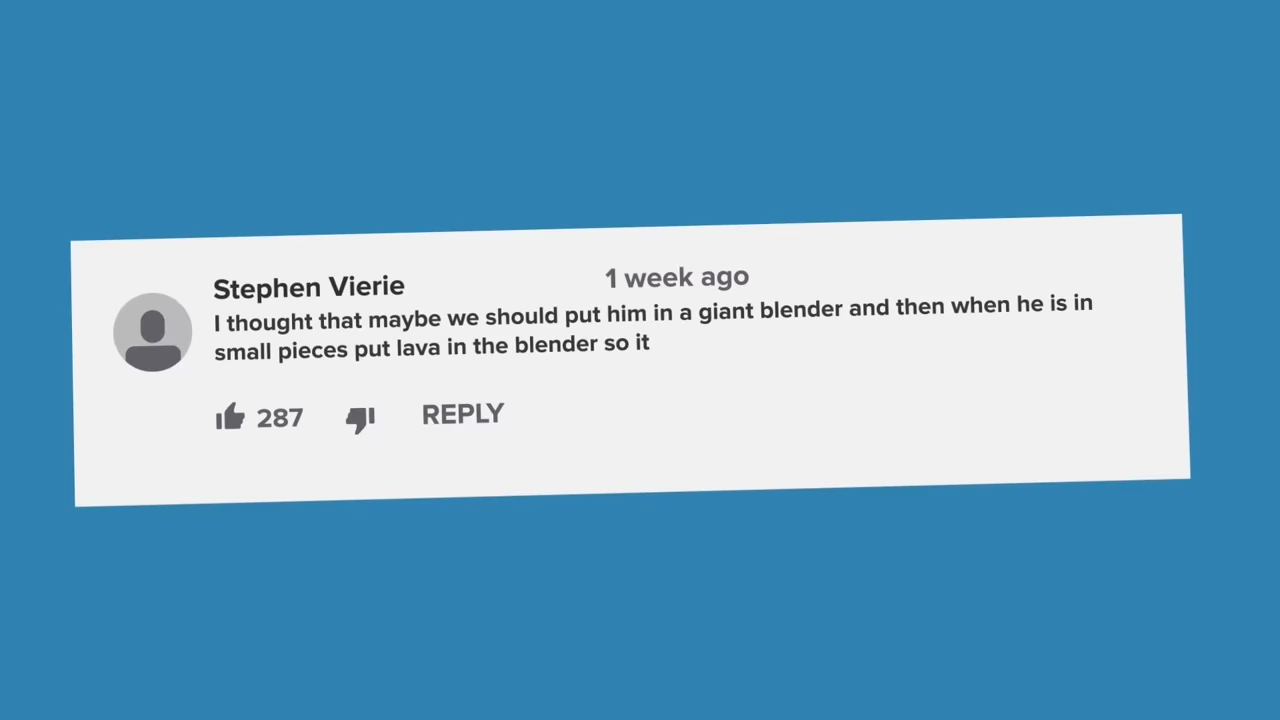 Stephen Vierie
1 week ago
I thought that maybe we should put him in a giant blender and then when he is in
small pieces put lava in the blender so it
287
REPLY